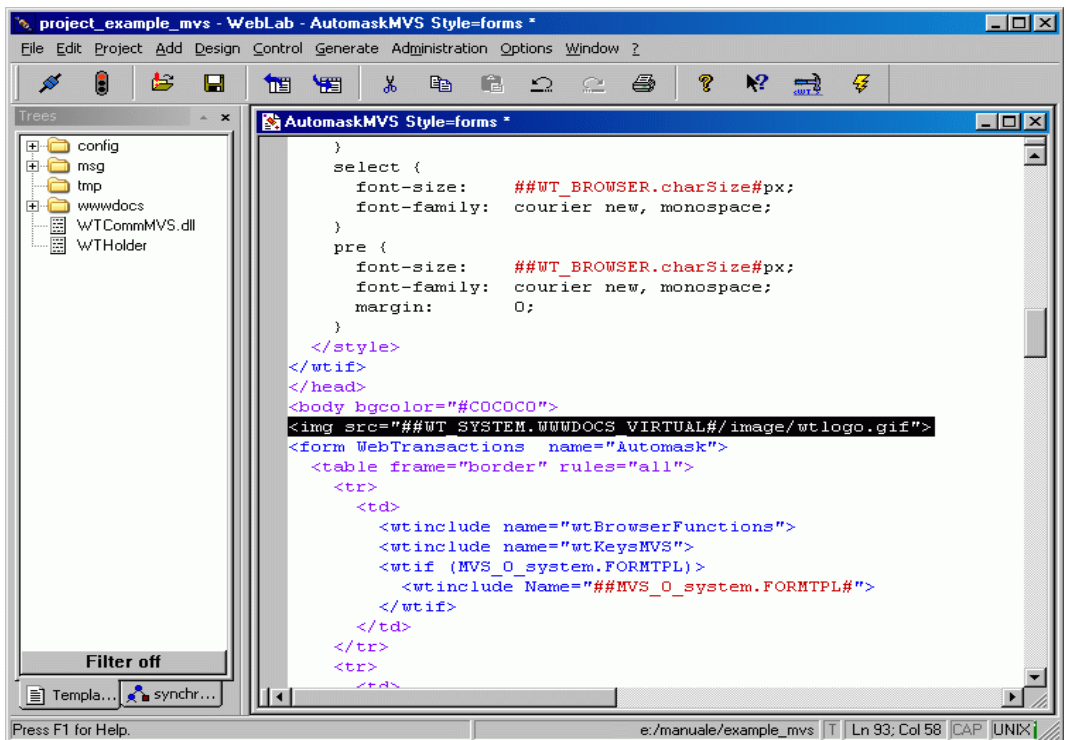 project_example_mvs - WebLab - AutomaskMVS Style=forms *
File Edit Project Add Design Control Generate Administration Options Window ?
Trees
config
msg
tmp
wwwdocs
WTCommMVS.dll
WTHolder
Filter off
Templa... synchr...
AutomaskMVS Style=forms *
}
select {
font-size: ##WT_BROWSER.charSize#px;
font-family: courier new, monospace;
}
pre {
font-size: ##WT_BROWSER.charSize#px;
font-family: courier new, monospace;
margin: 0;
}
</style>
</wtif>
</head>
<body bgcolor="#C0C0C0">
<img src="##WT_SYSTEM.WWWDOCS_VIRTUAL#/image/wtlogo.gif">
<form WebTransactions name="Automask">
<table frame="border" rules="all">
<tr>
<td>
<wtinclude name="wtBrowserFunctions">
<wtinclude name="wtKeysMVS">
<wtif (MVS_0_system.FORMTPL)>
<wtinclude Name="##MVS_0_system.FORMTPL#">
</wtif>
</td>
</tr>
<tr>
<td>
Press F1 for Help.
e:/manuale/example_mvs T Ln 93; Col 58 CAP UNIX